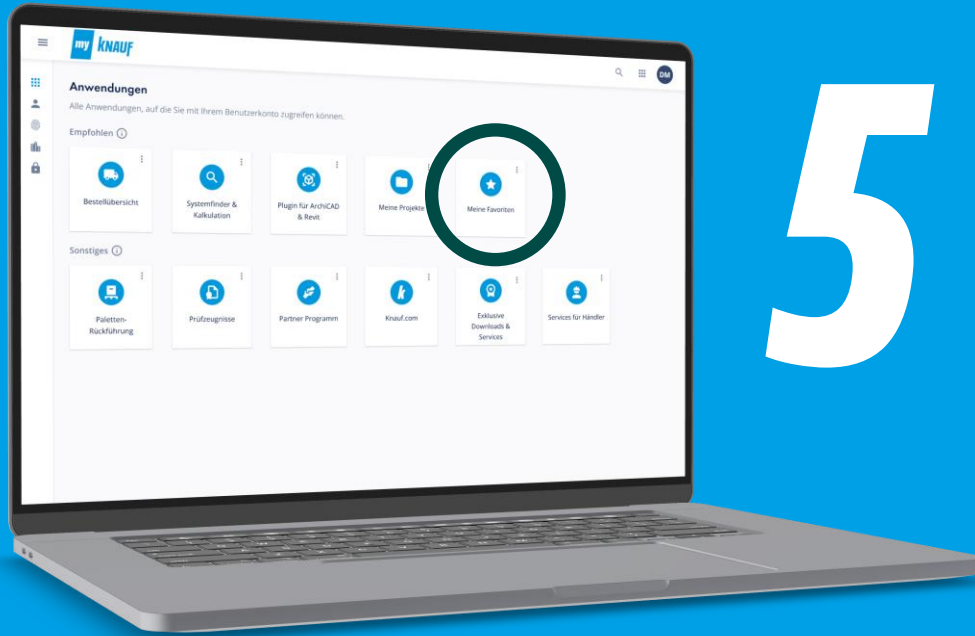 my KNAUF
DM
Anwendungen
Alle Anwendungen, auf die Sie mit Ihrem Benutzerkonto zugreifen können.
Empfohlen
Bestellübersicht
Systemfinder &
Kalkulation
Plugin für ArchiCAD
& Revit
Meine Projekte
Meine Favoriten
Sonstiges
Paletten-
Rückführung
Prüfzeugnisse
Partner Programm
k
Knauf.com
Exklusive
Downloads &
Services
Services für Händler
5